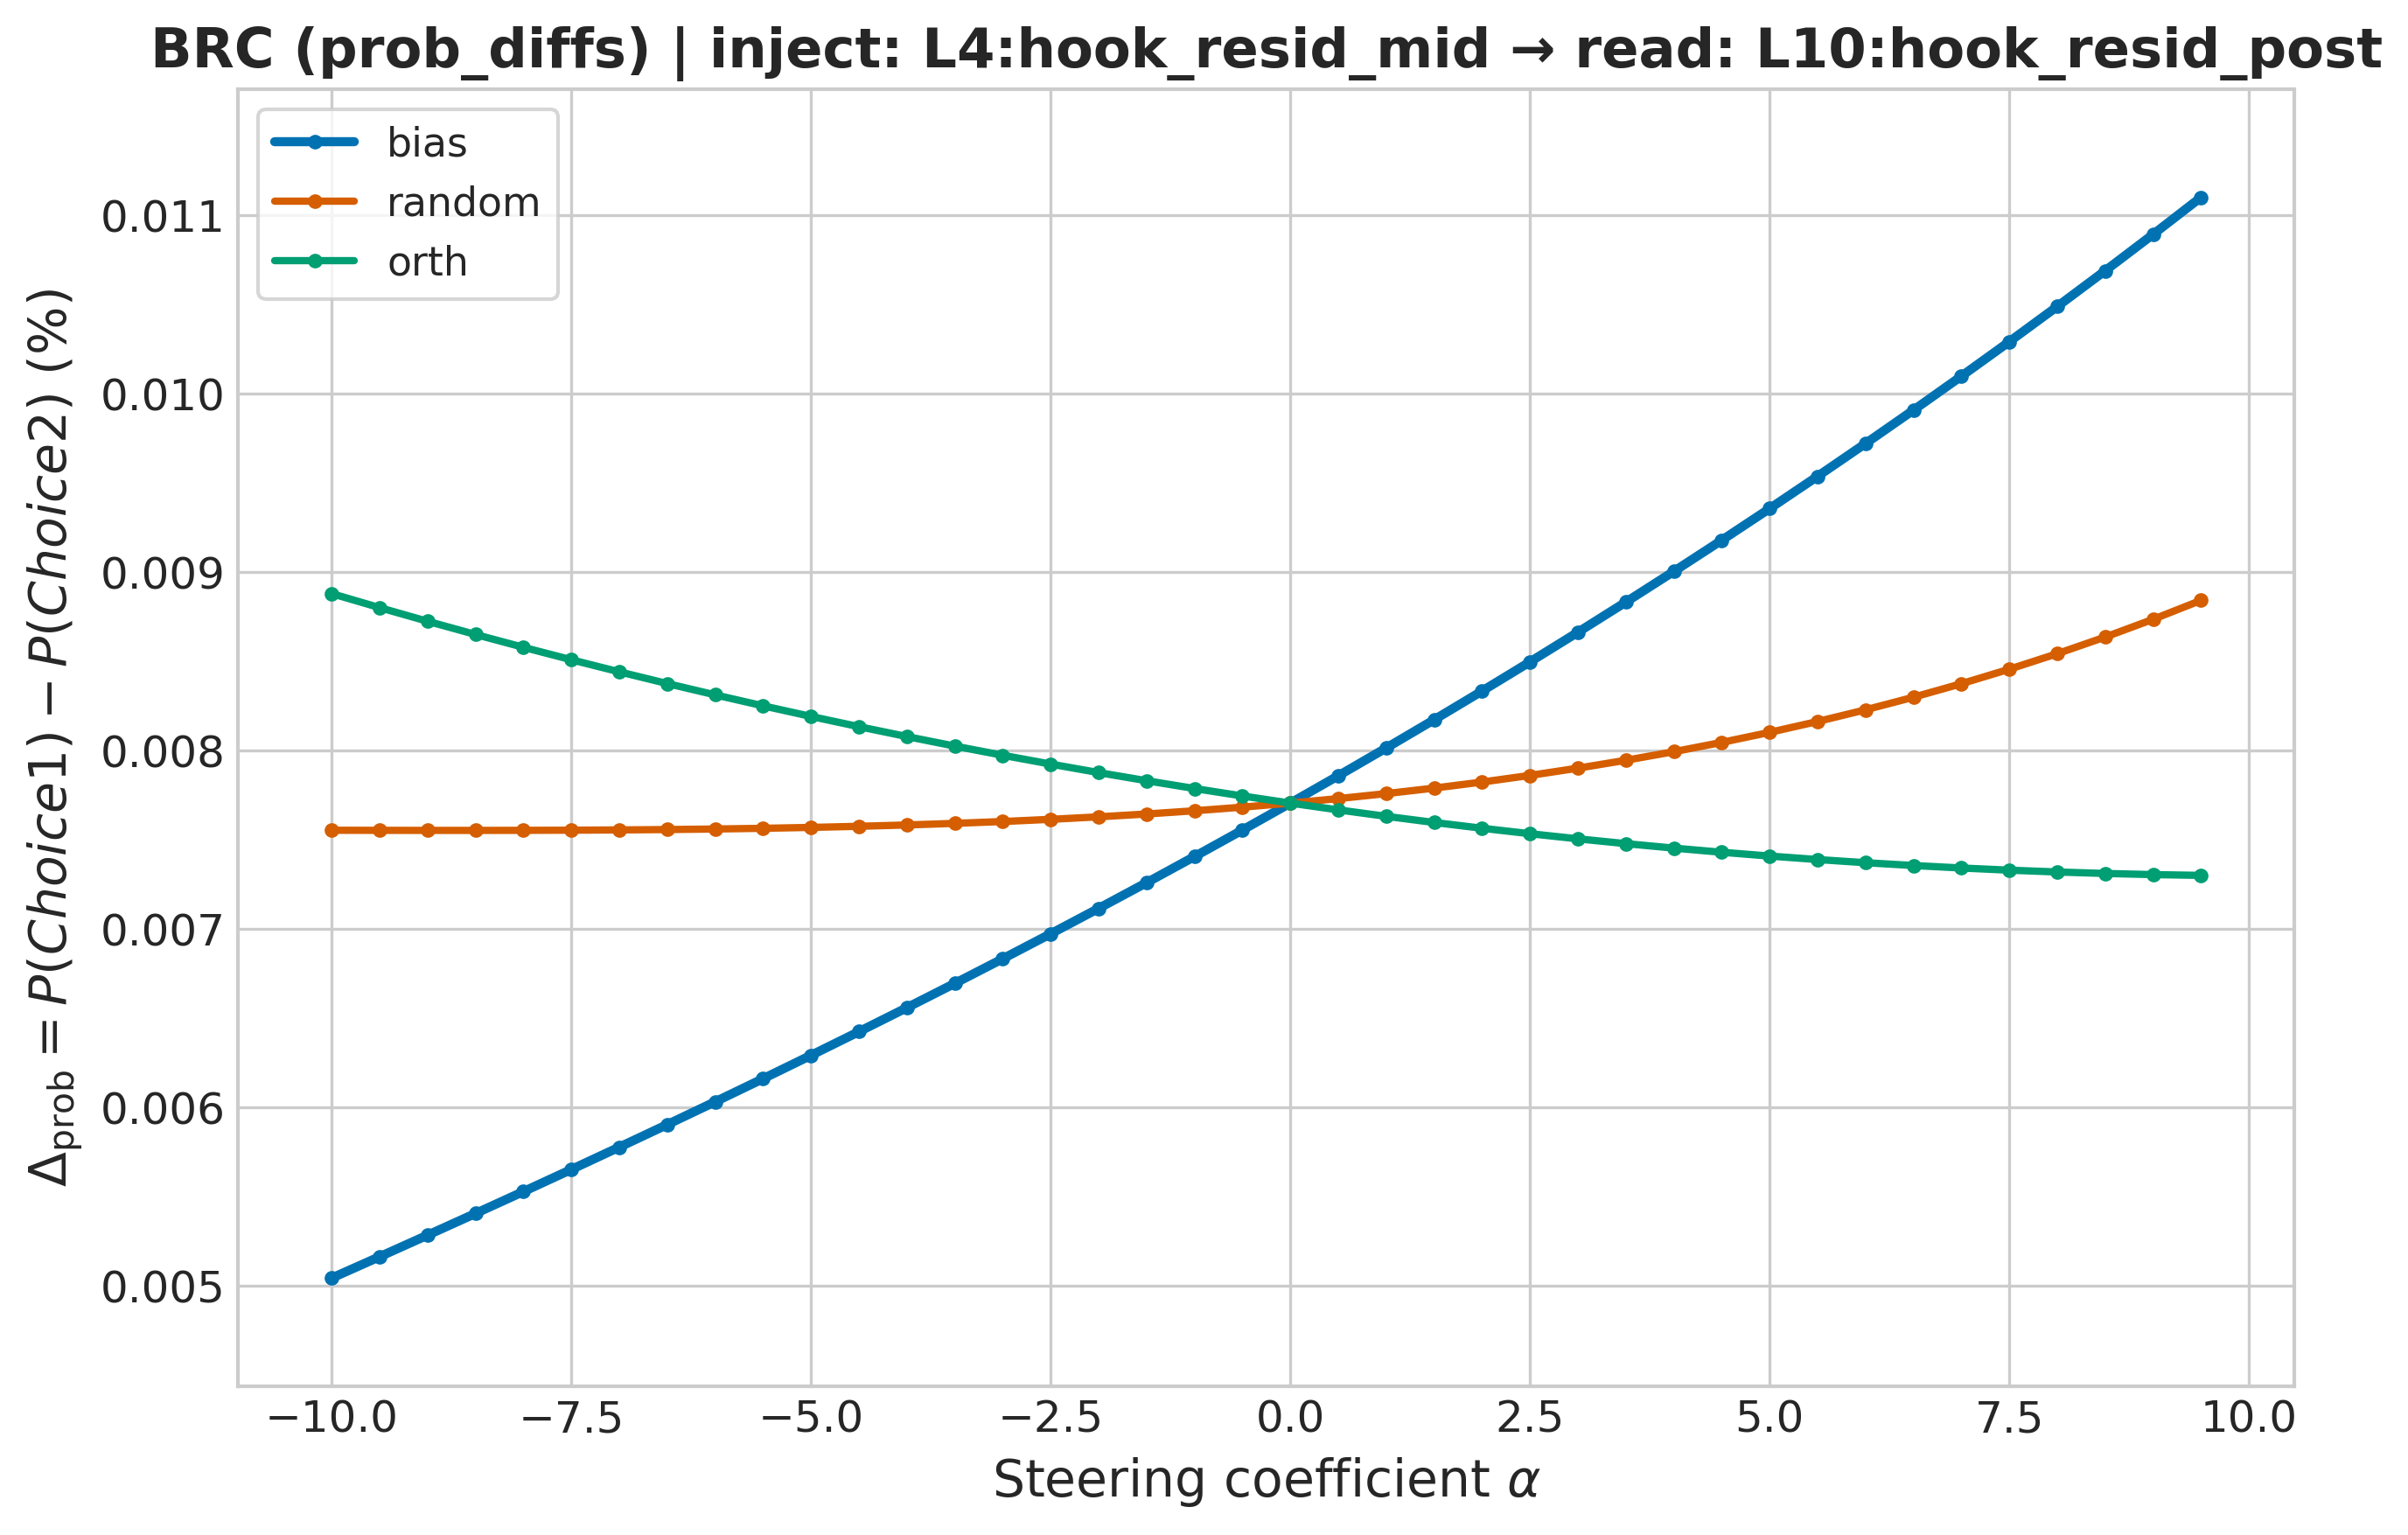 BRC (prob_diffs) | inject: L4:hook_resid_mid → read: L10:hook_resid_post
bias
random
orth
Δprob = P(Choice1) − P(Choice2) (%)
0.011
0.010
0.009
0.008
0.007
0.006
0.005
−10.0 −7.5 −5.0 −2.5 0.0 2.5 5.0 7.5 10.0
Steering coefficient α